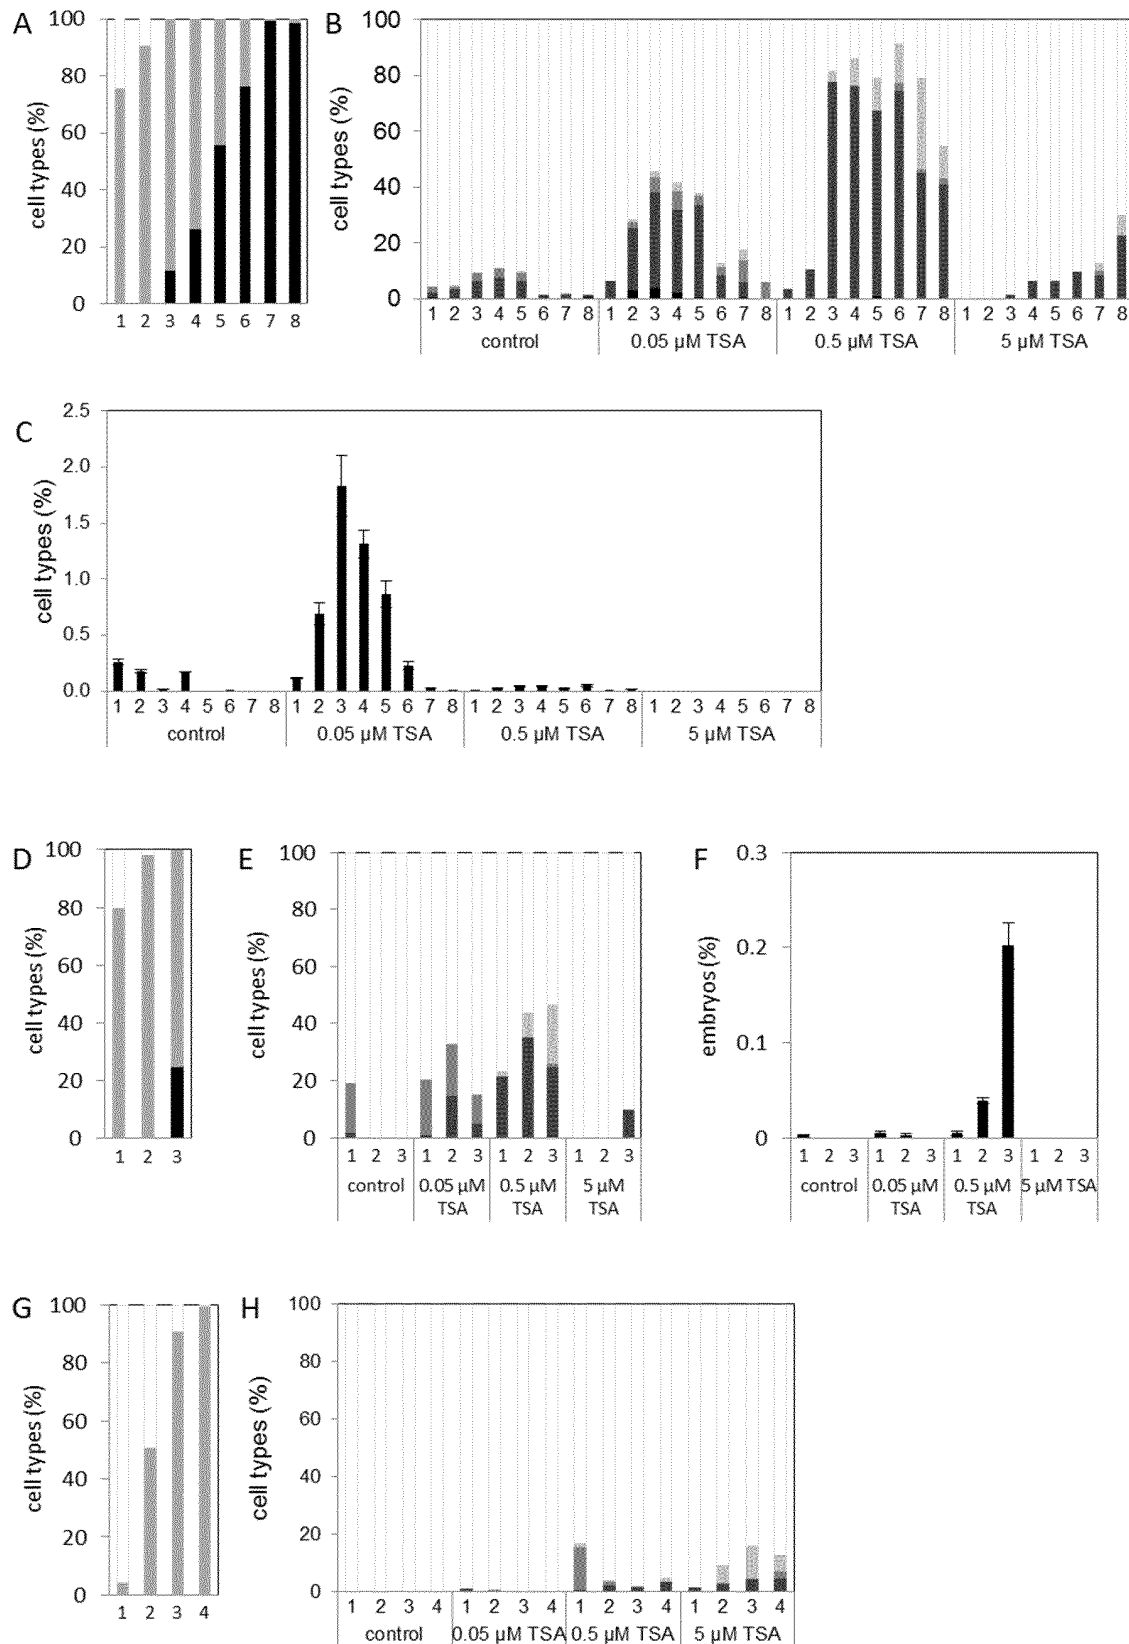 A
cell types (%)
100
80
60
40
20
0
1 2 3 4 5 6 7 8
B
cell types (%)
100
80
60
40
20
0
1 2 3 4 5 6 7 8 1 2 3 4 5 6 7 8 1 2 3 4 5 6 7 8 1 2 3 4 5 6 7 8
control 0.05 µM TSA 0.5 µM TSA 5 µM TSA
C
cell types (%)
2.5
2.0
1.5
1.0
0.5
0.0
1 2 3 4 5 6 7 8 1 2 3 4 5 6 7 8 1 2 3 4 5 6 7 8 1 2 3 4 5 6 7 8
control 0.05 µM TSA 0.5 µM TSA 5 µM TSA
D
cell types (%)
100
80
60
40
20
0
1 2 3
E
cell types (%)
100
80
60
40
20
0
1 2 3 1 2 3 1 2 3 1 2 3
control 0.05 µM 0.5 µM 5 µM
TSA TSA TSA
F
embryos (%)
0.3
0.2
0.1
0
1 2 3 1 2 3 1 2 3 1 2 3
control 0.05 µM 0.5 µM 5 µM TSA
TSA TSA
G
cell types (%)
100
80
60
40
20
0
1 2 3 4
H
cell types (%)
100
80
60
40
20
0
1 2 3 4 1 2 3 4 1 2 3 4 1 2 3 4
control 0.05 µM TSA 0.5 µM TSA 5 µM TSA